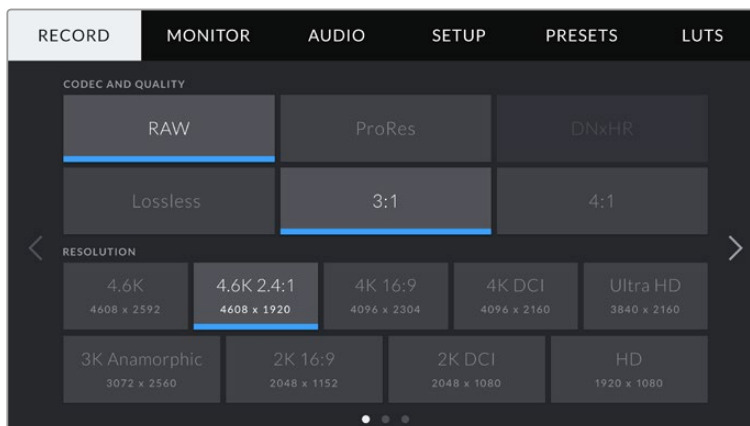 RECORD MONITOR AUDIO SETUP PRESETS LUTS
CODEC AND QUALITY
RAW ProRes DNxHR
Lossless 3:1 4:1
RESOLUTION
4.6K 4.6K 2.4:1 4K 16:9 4K DCI Ultra HD
4608 x 2592 4608 x 1920 4096 x 2304 4096 x 2160 3840 x 2160
3K Anamorphic 2K 16:9 2K DCI HD
3072 x 2560 2048 x 1152 2048 x 1080 1920 x 1080